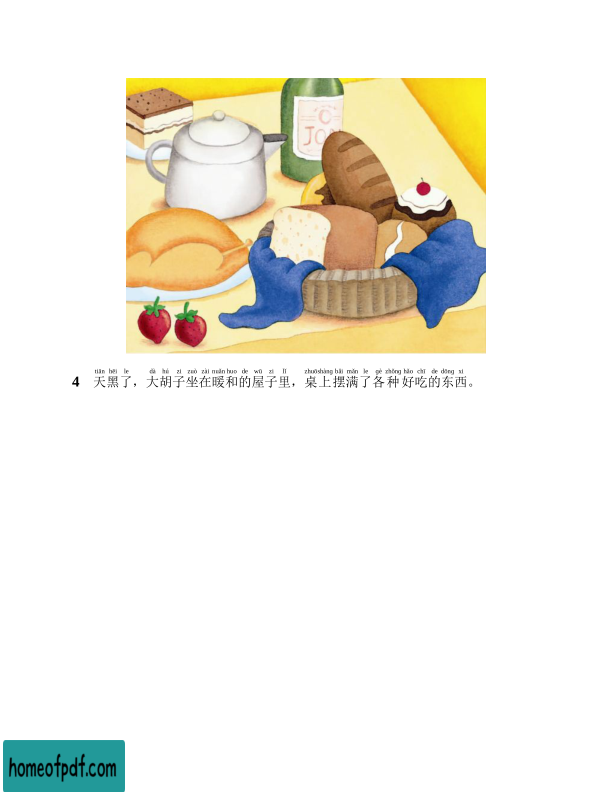 O
JO
tiān hēi le dà hú zi zuò zài nuǎn huo de wū zi lǐ zhuōshàng bǎi mǎn le gè zhǒng hǎo chī de dōng xi
4 天黑了，大胡子坐在暖和的屋子里，桌上摆满了各种好吃的东西。
homeofpdf.com